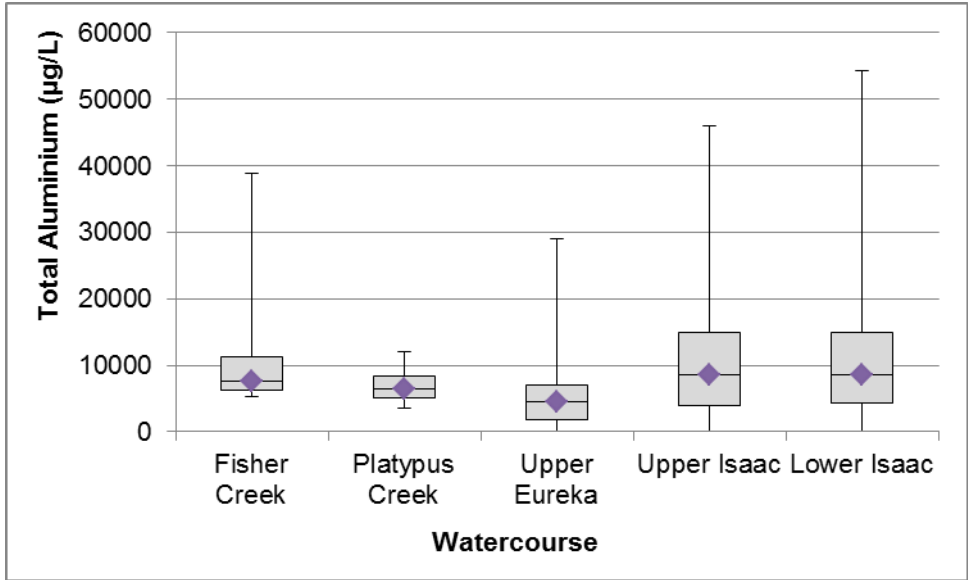 Total Aluminium (µg/L)
60000
50000
40000
30000
20000
10000
0
Fisher
Creek
Platypus
Creek
Upper
Eureka
Upper Isaac
Lower Isaac
Watercourse